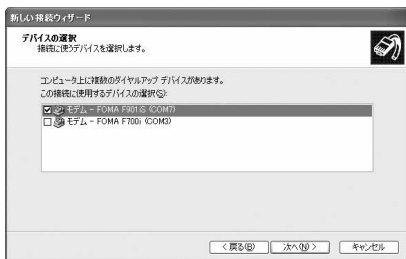 新しい接続ウィザード
デバイスの選択
接続に使うデバイスを選択します。
コンピュータ上に複数のダイヤルアップ デバイスがあります。
この接続に使用するデバイスの選択(S):
モデム - FOMA F901iS (COM7)
モデム - FOMA F700i (COM3)
< 戻る(B)
次へ(N) >
キャンセル